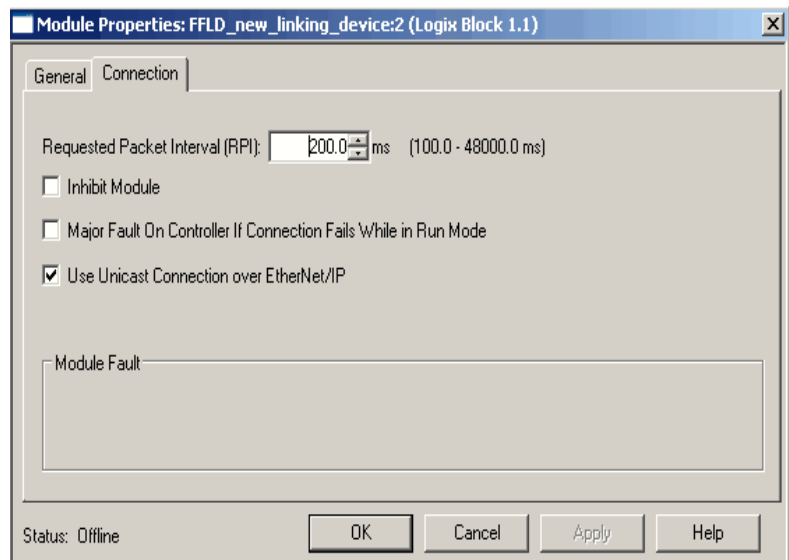 Module Properties: FFLD_new_linking_device:2 (Logix Block 1.1)
General Connection
Requested Packet Interval (RPI): 200.0 ms (100.0 - 48000.0 ms)
Inhibit Module
Major Fault On Controller If Connection Fails While in Run Mode
Use Unicast Connection over EtherNet/IP
Module Fault
Status: Offline OK Cancel Apply Help